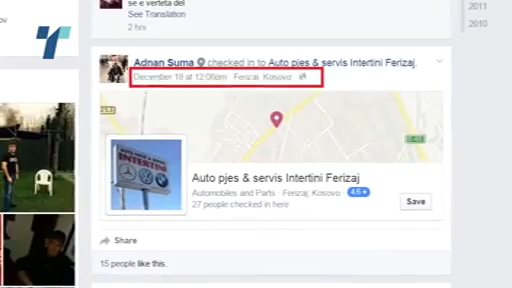 se e verteta del
See Translation
2 hrs
2011
2010
Adnan Suma checked in to Auto pjes & servis Intertini Ferizaj.
December 18 at 12:08pm · Ferizaj, Kosovo
INTERTINI
Auto pjes & servis Intertini Ferizaj
Automobiles and Parts · Ferizaj, Kosovo 4.6 ★
27 people checked in here
Save
Share
15 people like this.